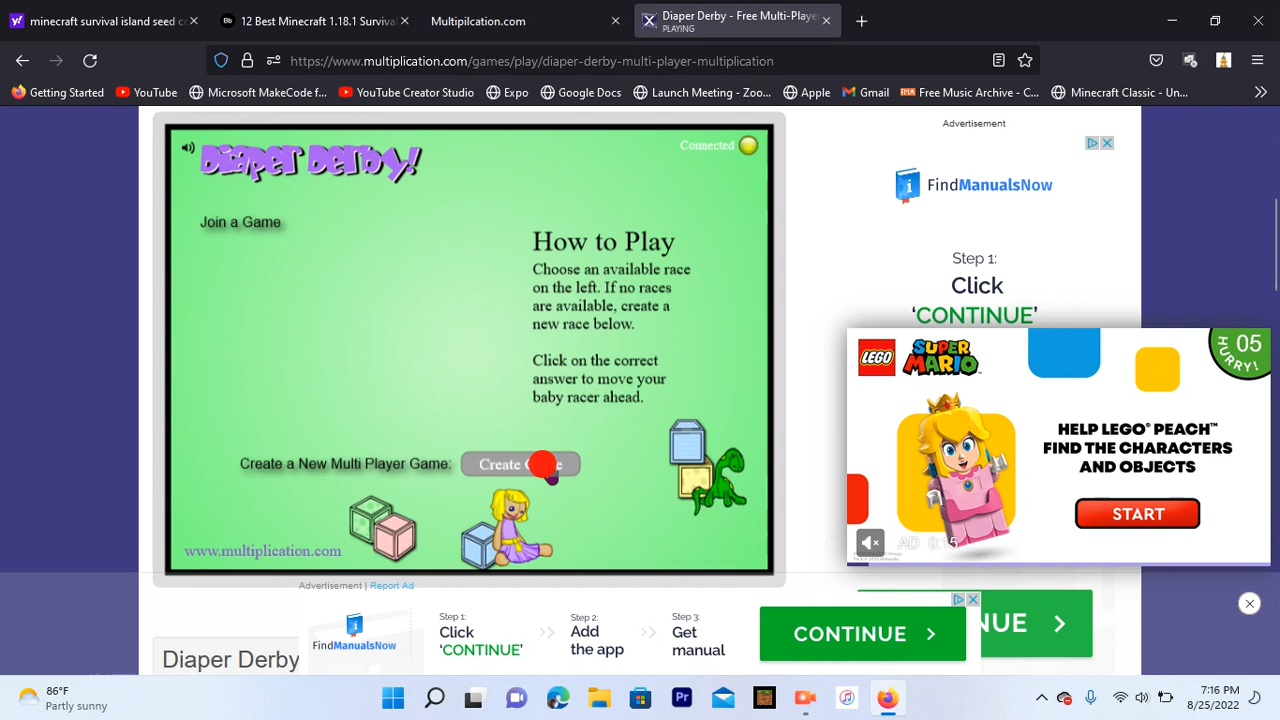 minecraft survival island seed c
12 Best Minecraft 1.18.1 Surviva
Multipilcation.com
Diaper Derby - Free Multi-Playe
PLAYING
https://www.multiplication.com/games/play/diaper-derby-multi-player-multiplication
Getting Started
YouTube
Microsoft MakeCode f...
YouTube Creator Studio
Expo
Google Docs
Launch Meeting - Zoo...
Apple
Gmail
Free Music Archive - C...
Minecraft Classic - Un...
Diaper Derby!
Connected
Join a Game
How to Play
Choose an available race
on the left. If no races
are available, create a
new race below.
Click on the correct
answer to move your
baby racer ahead.
Create a New Multi Player Game:
Create
www.multiplication.com
Advertisement
FindManualsNow
Step 1:
Click
‘CONTINUE’
LEGO
SUPER
MARIO
HURRY!
05
HELP LEGO® PEACH™
FIND THE CHARACTERS
AND OBJECTS
START
AD 0:15
Advertisement | Report Ad
FindManualsNow
Step 1:
Click
‘CONTINUE’
Step 2:
Add
the app
Step 3:
Get
manual
CONTINUE
NUE
Diaper Derby
86°F
Partly sunny
7:16 PM
8/25/2022